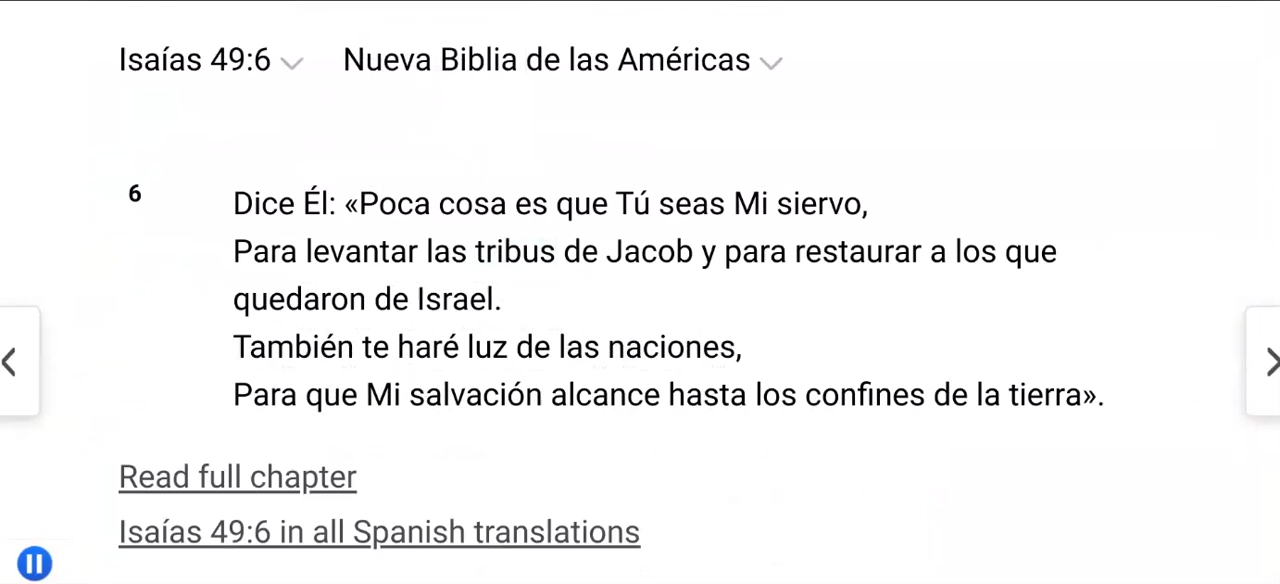 Isaías 49:6 Nueva Biblia de las Américas
6 Dice Él: «Poca cosa es que Tú seas Mi siervo,
Para levantar las tribus de Jacob y para restaurar a los que
quedaron de Israel.
También te haré luz de las naciones,
Para que Mi salvación alcance hasta los confines de la tierra».
Read full chapter
Isaías 49:6 in all Spanish translations